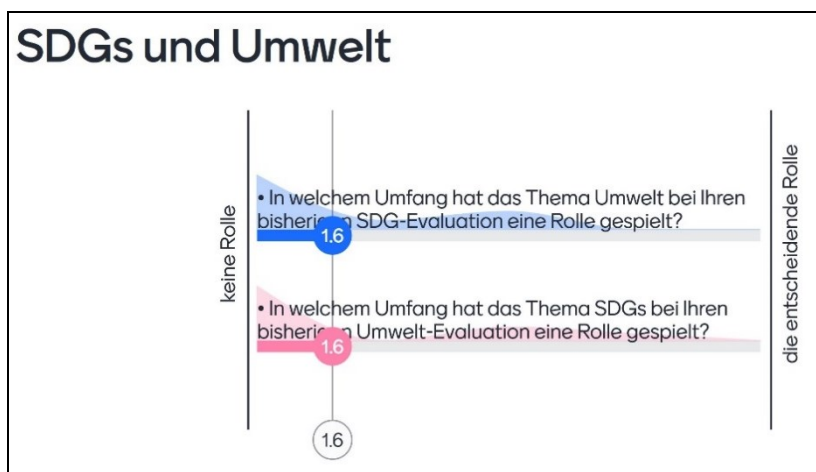 SDGs und Umwelt
keine Rolle
• In welchem Umfang hat das Thema Umwelt bei Ihren
bisherigen SDG-Evaluation eine Rolle gespielt?
1.6
• In welchem Umfang hat das Thema SDGs bei Ihren
bisherigen Umwelt-Evaluation eine Rolle gespielt?
1.6
1.6
die entscheidende Rolle